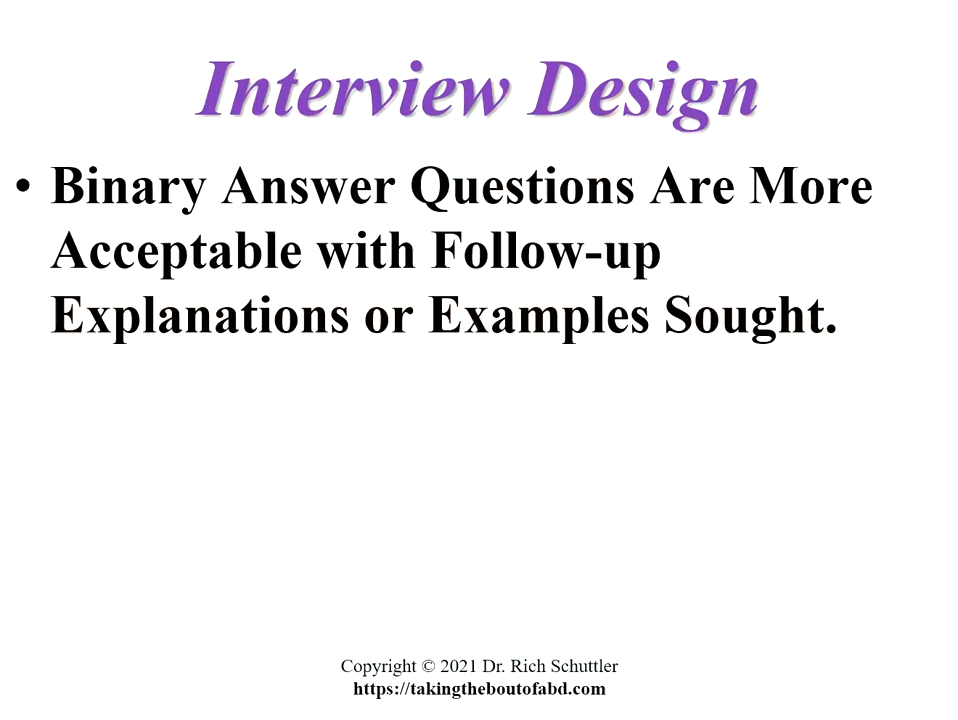 Interview Design
• Binary Answer Questions Are More
Acceptable with Follow-up
Explanations or Examples Sought.
Copyright © 2021 Dr. Rich Schuttler
https://takingtheboutofabd.com